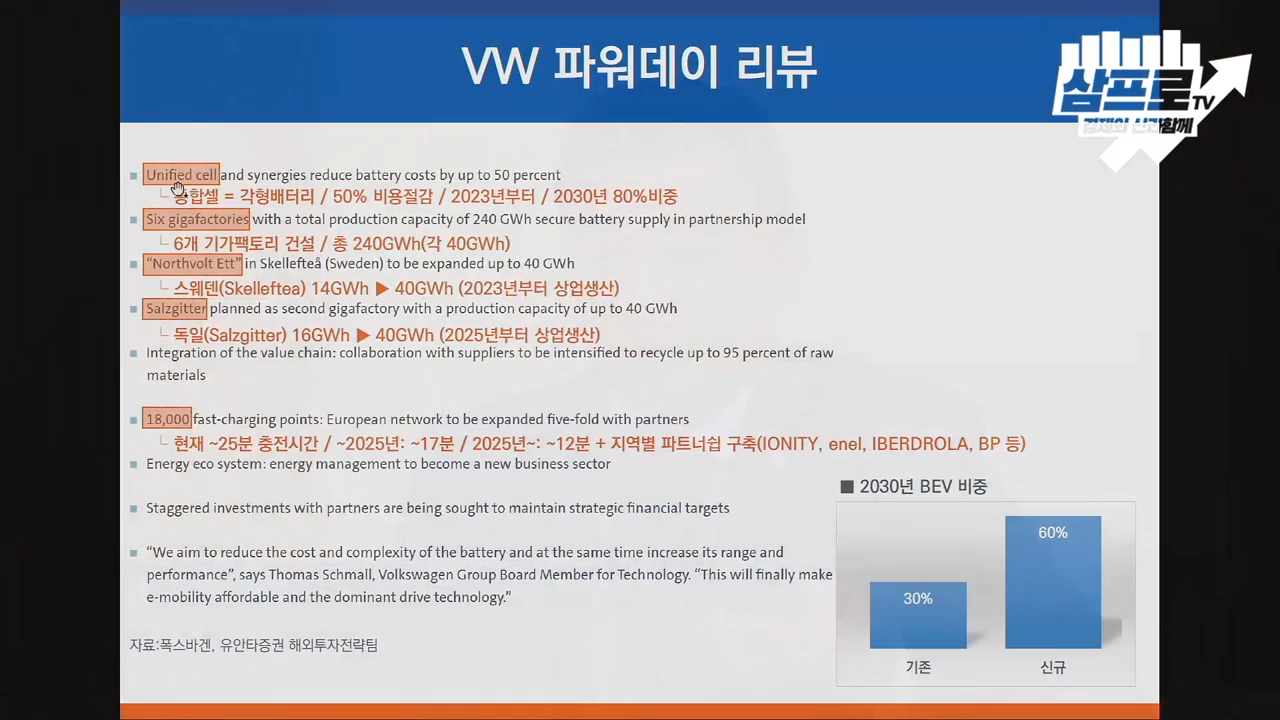 VW 파워데이 리뷰
삼프로TV
경제의 신과함께
Unified cell and synergies reduce battery costs by up to 50 percent
통합셀 = 각형배터리 / 50% 비용절감 / 2023년부터 / 2030년 80%비중
Six gigafactories with a total production capacity of 240 GWh secure battery supply in partnership model
6개 기가팩토리 건설 / 총 240GWh(각 40GWh)
“Northvolt Ett” in Skellefteå (Sweden) to be expanded up to 40 GWh
스웨덴(Skelleftea) 14GWh ▶ 40GWh (2023년부터 상업생산)
Salzgitter planned as second gigafactory with a production capacity of up to 40 GWh
독일(Salzgitter) 16GWh ▶ 40GWh (2025년부터 상업생산)
Integration of the value chain: collaboration with suppliers to be intensified to recycle up to 95 percent of raw
materials
18,000 fast-charging points: European network to be expanded five-fold with partners
현재 ~25분 충전시간 / ~2025년: ~17분 / 2025년~: ~12분 + 지역별 파트너쉽 구축(IONITY, enel, IBERDROLA, BP 등)
Energy eco system: energy management to become a new business sector
Staggered investments with partners are being sought to maintain strategic financial targets
“We aim to reduce the cost and complexity of the battery and at the same time increase its range and
performance”, says Thomas Schmall, Volkswagen Group Board Member for Technology. “This will finally make
e-mobility affordable and the dominant drive technology.”
자료:폭스바겐, 유안타증권 해외투자전략팀
■ 2030년 BEV 비중
60%
30%
기존 신규